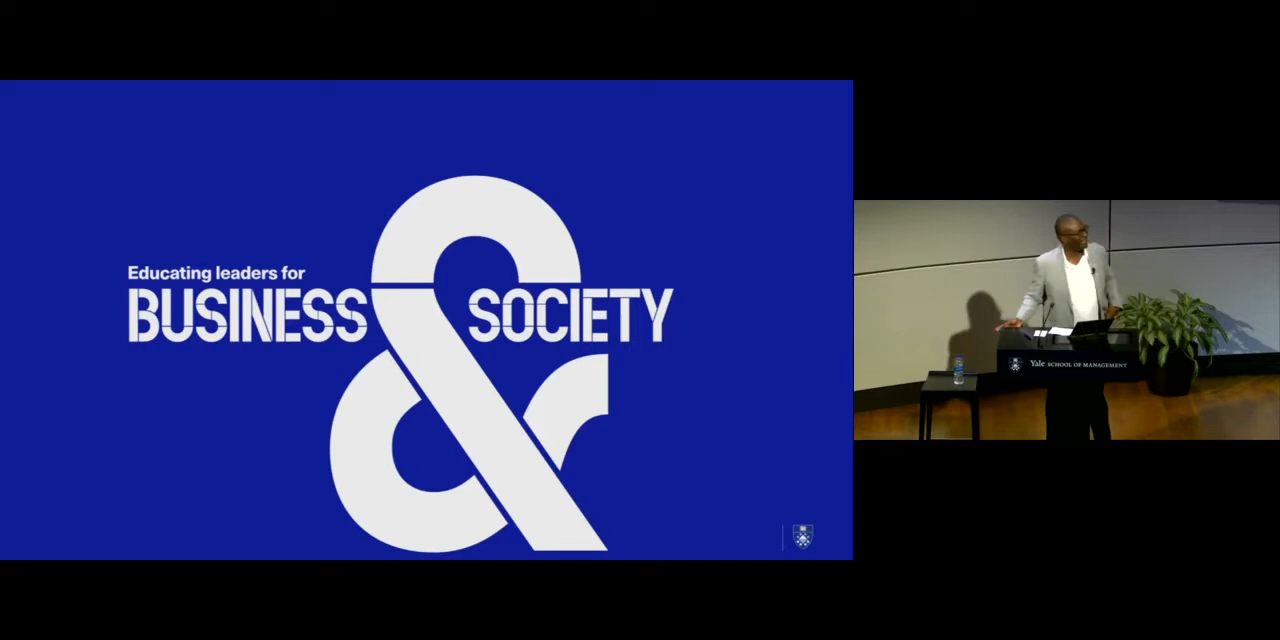 Educating leaders for
BUSINESS & SOCIETY
Yale SCHOOL OF MANAGEMENT